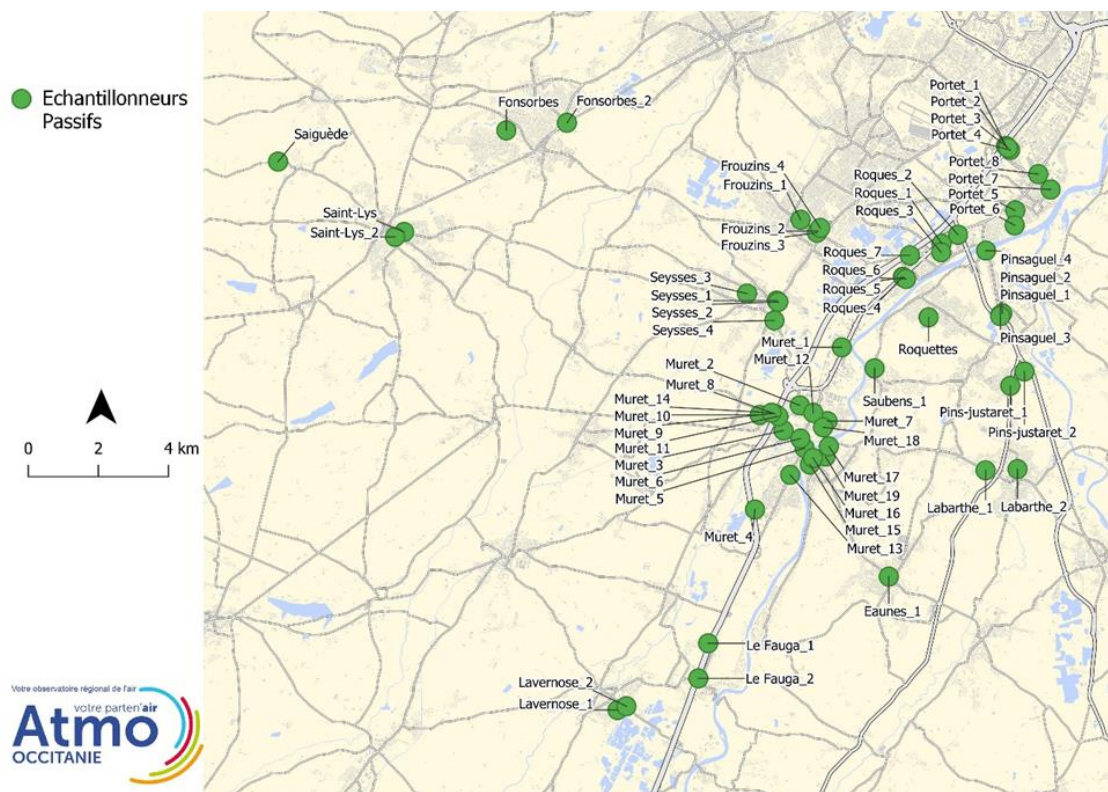 Echantillonneurs
Passifs
0
4 km
Votre observatoire régional de l'air
votre parten'air
Atmo
OCCITANIE
Saiguède
Fonsorbes
Fonsorbes_2
Saint-Lys
Saint-Lys_2
Portet_1
Portet_2
Portet_3
Portet_4
Portet_8
Portet_7
Portet_5
Portet_6
Frouzins_4
Frouzins_1
Frouzins_2
Frouzins_3
Roques_2
Roques_1
Roques_3
Roques_7
Roques_6
Roques_5
Roques_4
Pinsaguel_4
Pinsaguel_2
Pinsaguel_1
Pinsaguel_3
Seysses_3
Seysses_1
Seysses_2
Seysses_4
Roquettes
Muret_1
Muret_12
Muret_2
Muret_8
Muret_14
Muret_10
Muret_9
Muret_11
Muret_3
Muret_6
Muret_5
Saubens_1
Pins-justaret_1
Pins-justaret_2
Muret_7
Muret_18
Muret_17
Muret_19
Muret_16
Muret_15
Muret_13
Muret_4
Labarthe_1
Labarthe_2
Eaunes_1
Le Fauga_1
Le Fauga_2
Lavernose_2
Lavernose_1